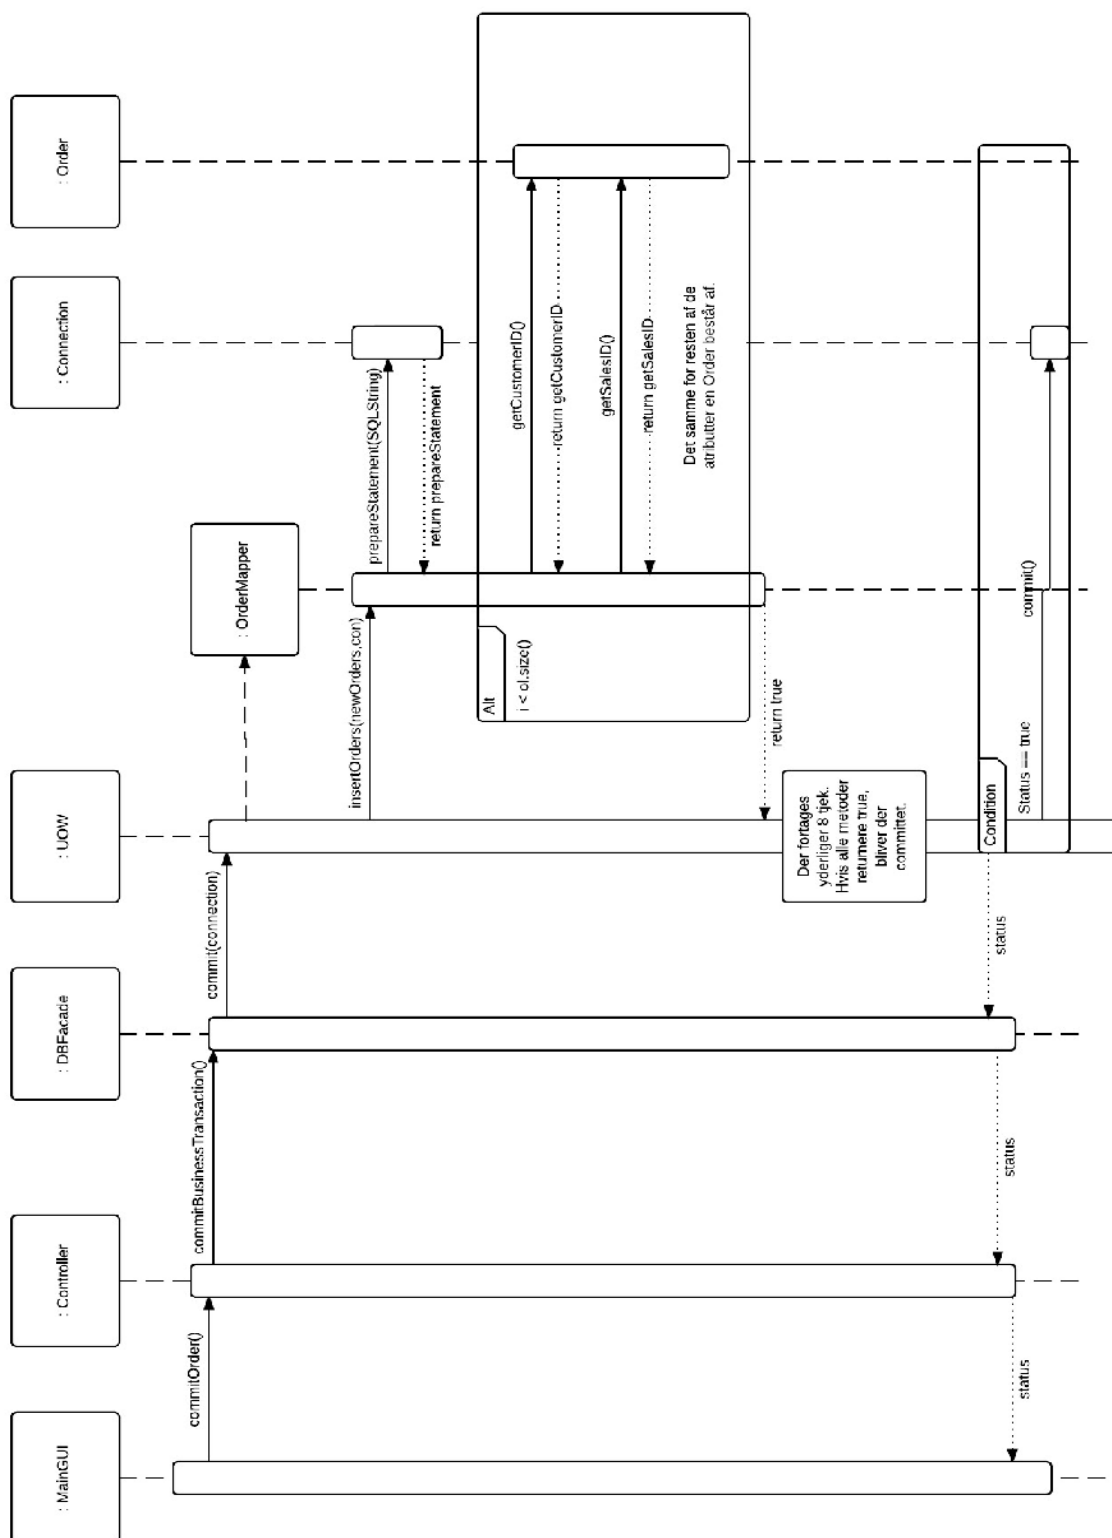 : MainGUI
: Controller
: DBFacade
: UOW
: OrderMapper
: Connection
: Order
commitOrder()
commitBusinessTransaction()
commit(connection)
insertOrders(newOrders,con)
prepareStatement(SQLString)
return prepareStatement
Alt
i < ol.size()
getCustomerID()
return getCustomerID
getSalesID()
return getSalesID
Det samme for resten af de
atributter en Order består af.
return true
Der fortages
yderliger 8 tjek.
Hvis alle metoder
returnere true,
bliver der
committet.
Condition
Status == true
commit()
status
status
status